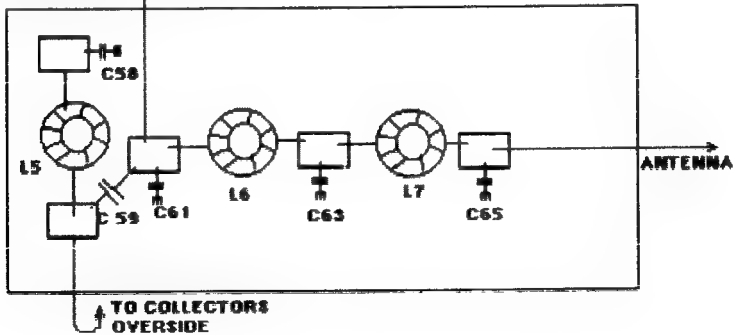 C58
L5
C 59
C61
L6
C63
L7
C65
ANTENNA
TO COLLECTORS
OVERSIDE